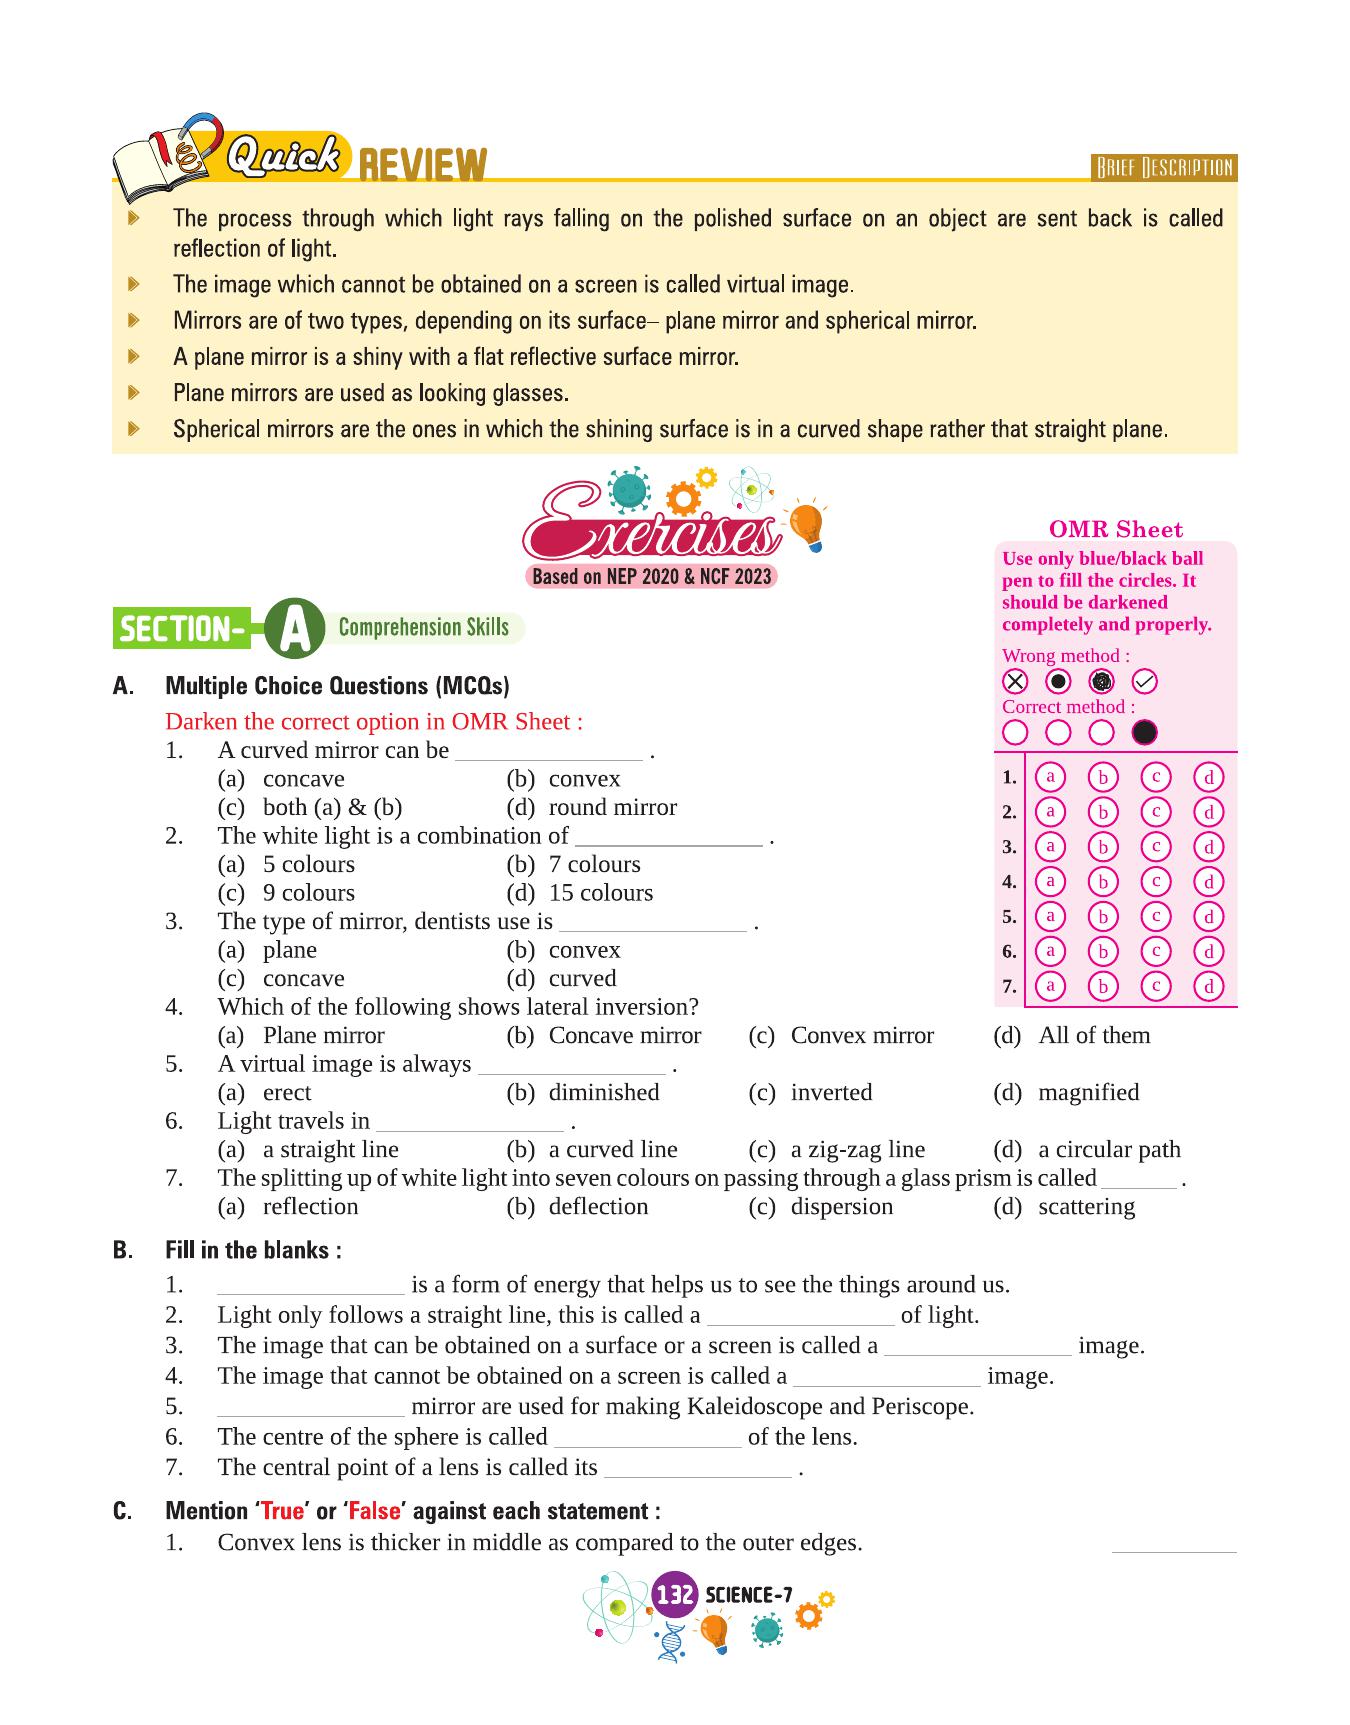 Quick REVIEW
BRIEF DESCRIPTION
The process through which light rays falling on the polished surface on an object are sent back is called
reflection of light.
The image which cannot be obtained on a screen is called virtual image.
Mirrors are of two types, depending on its surface– plane mirror and spherical mirror.
A plane mirror is a shiny with a flat reflective surface mirror.
Plane mirrors are used as looking glasses.
Spherical mirrors are the ones in which the shining surface is in a curved shape rather that straight plane.
Exercises
Based on NEP 2020 & NCF 2023
OMR Sheet
Use only blue/black ball
pen to fill the circles. It
should be darkened
completely and properly.
Wrong method :
Correct method :
1. a b c d
2. a b c d
3. a b c d
4. a b c d
5. a b c d
6. a b c d
7. a b c d
SECTION- A Comprehension Skills
A. Multiple Choice Questions (MCQs)
Darken the correct option in OMR Sheet :
1. A curved mirror can be _______________ .
(a) concave (b) convex
(c) both (a) & (b) (d) round mirror
2. The white light is a combination of _______________ .
(a) 5 colours (b) 7 colours
(c) 9 colours (d) 15 colours
3. The type of mirror, dentists use is _______________ .
(a) plane (b) convex
(c) concave (d) curved
4. Which of the following shows lateral inversion?
(a) Plane mirror (b) Concave mirror (c) Convex mirror (d) All of them
5. A virtual image is always _______________ .
(a) erect (b) diminished (c) inverted (d) magnified
6. Light travels in _______________ .
(a) a straight line (b) a curved line (c) a zig-zag line (d) a circular path
7. The splitting up of white light into seven colours on passing through a glass prism is called ______ .
(a) reflection (b) deflection (c) dispersion (d) scattering
B. Fill in the blanks :
1. _______________ is a form of energy that helps us to see the things around us.
2. Light only follows a straight line, this is called a _______________ of light.
3. The image that can be obtained on a surface or a screen is called a _______________ image.
4. The image that cannot be obtained on a screen is called a _______________ image.
5. _______________ mirror are used for making Kaleidoscope and Periscope.
6. The centre of the sphere is called _______________ of the lens.
7. The central point of a lens is called its _______________ .
C. Mention ‘True’ or ‘False’ against each statement :
1. Convex lens is thicker in middle as compared to the outer edges. __________
132 SCIENCE-7